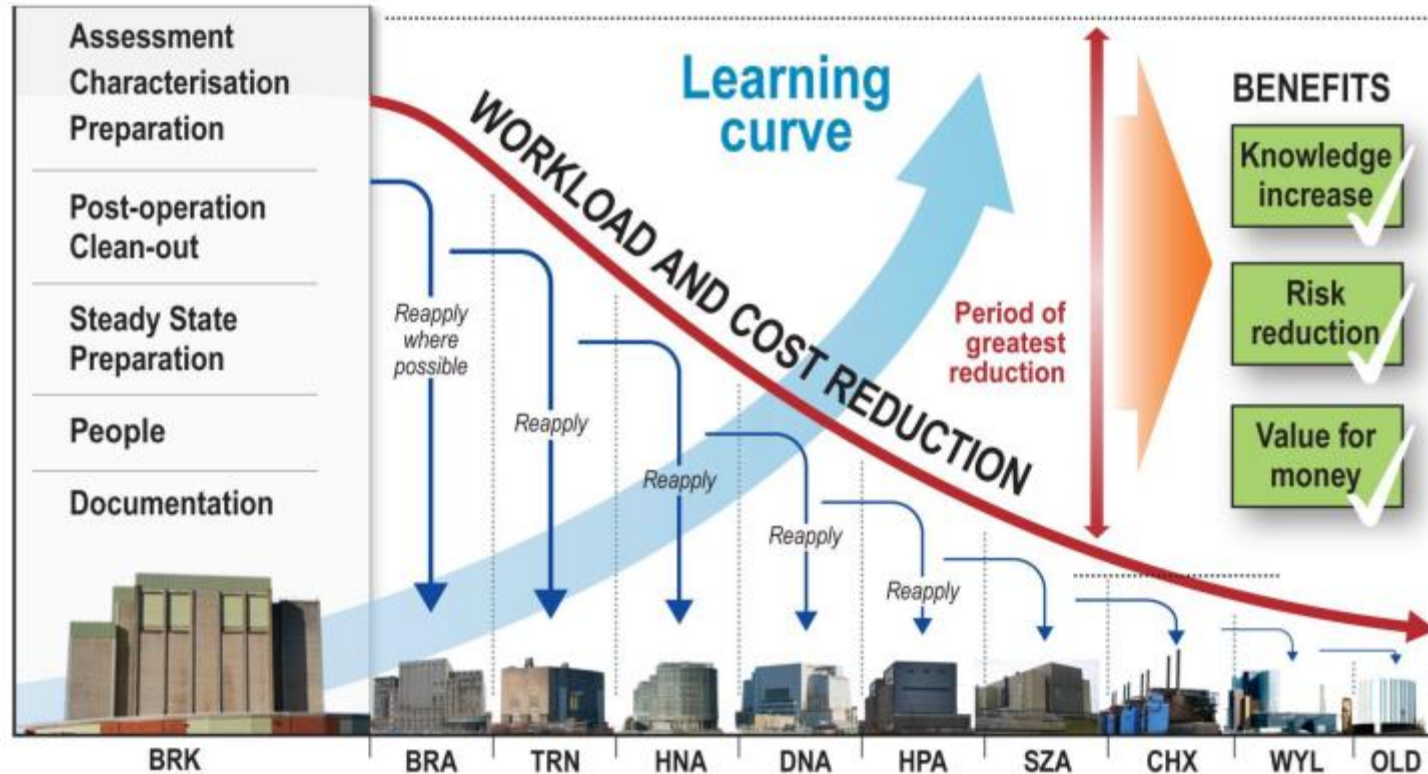 Assessment
Characterisation
Preparation
Post-operation
Clean-out
Steady State
Preparation
People
Documentation
Learning
curve
WORKLOAD AND COST REDUCTION
Reapply
where
possible
Reapply
Reapply
Reapply
Reapply
Period of
greatest
reduction
BENEFITS
Knowledge
increase
Risk
reduction
Value for
money
BRK
BRA
TRN
HNA
DNA
HPA
SZA
CHX
WYL
OLD